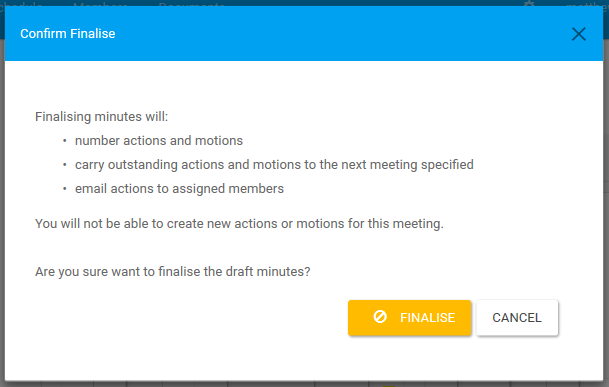 Members
Confirm Finalise
Finalising minutes will:
• number actions and motions
• carry outstanding actions and motions to the next meeting specified
• email actions to assigned members
You will not be able to create new actions or motions for this meeting.
Are you sure want to finalise the draft minutes?
FINALISE
CANCEL